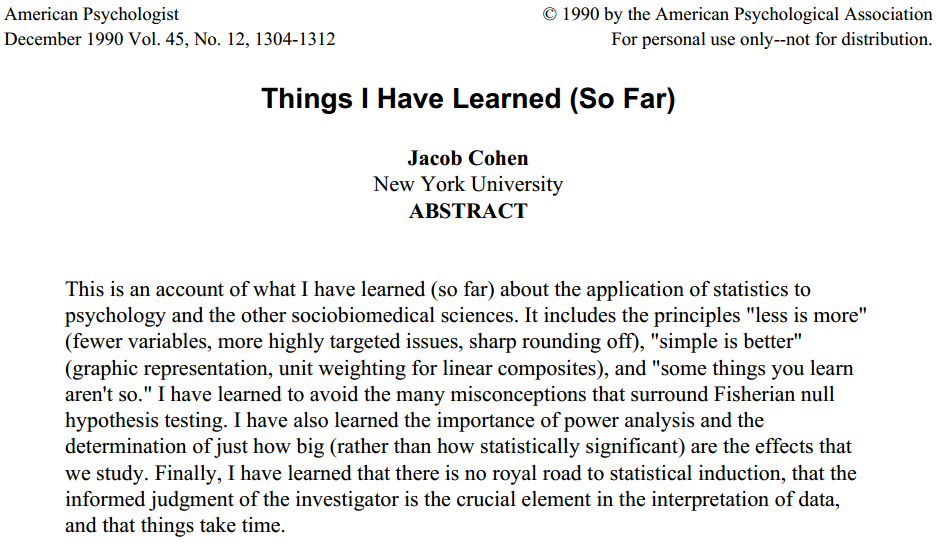 American Psychologist © 1990 by the American Psychological Association
December 1990 Vol. 45, No. 12, 1304-1312 For personal use only--not for distribution.
Things I Have Learned (So Far)
Jacob Cohen
New York University
ABSTRACT
This is an account of what I have learned (so far) about the application of statistics to
psychology and the other sociobiomedical sciences. It includes the principles "less is more"
(fewer variables, more highly targeted issues, sharp rounding off), "simple is better"
(graphic representation, unit weighting for linear composites), and "some things you learn
aren't so." I have learned to avoid the many misconceptions that surround Fisherian null
hypothesis testing. I have also learned the importance of power analysis and the
determination of just how big (rather than how statistically significant) are the effects that
we study. Finally, I have learned that there is no royal road to statistical induction, that the
informed judgment of the investigator is the crucial element in the interpretation of data,
and that things take time.